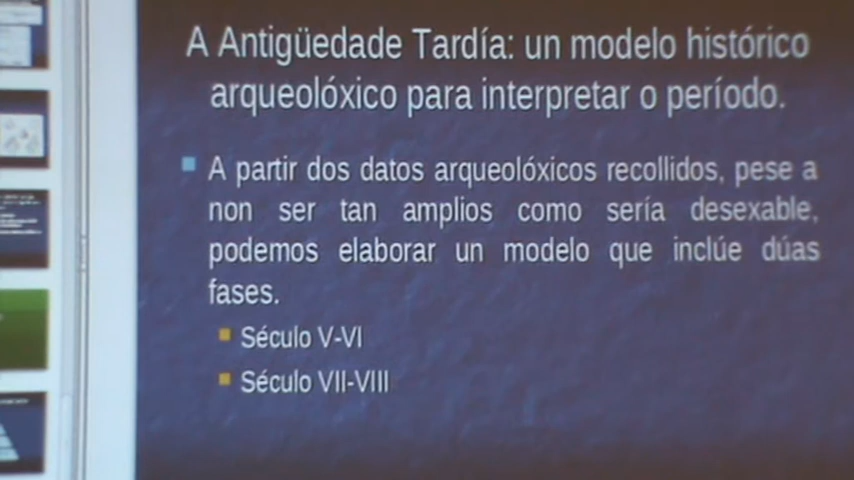 A Antigüedade Tardía: un modelo histórico
arqueolóxico para interpretar o período.
A partir dos datos arqueolóxicos recollidos, pese a
non ser tan amplios como sería desexable,
podemos elaborar un modelo que inclúe dúas
fases.
Século V-VI
Século VII-VIII